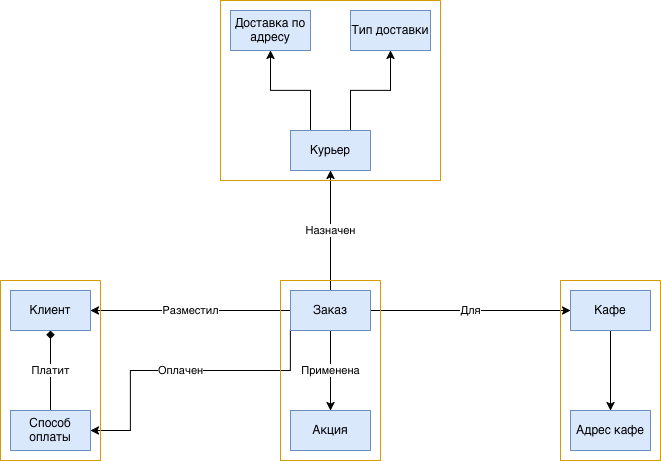 Доставка по
адресу
Тип доставки
Курьер
Назначен
Клиент
Разместил
Заказ
Для
Кафе
Платит
Оплачен
Применена
Способ
оплаты
Акция
Адрес кафе